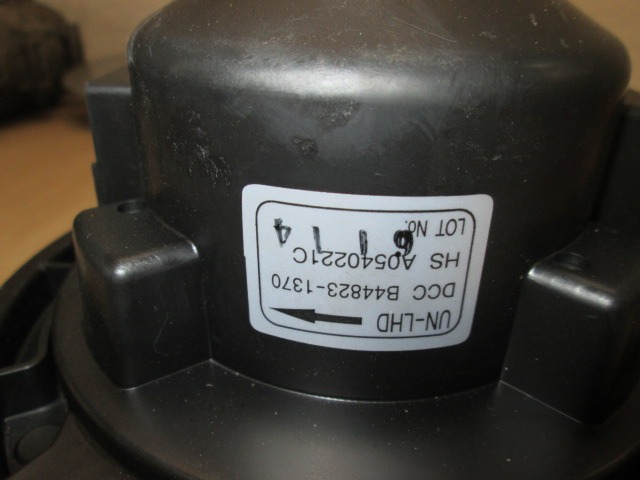 UN-LHD
DCC B44823-1370
HS A0540221C
LOT No.